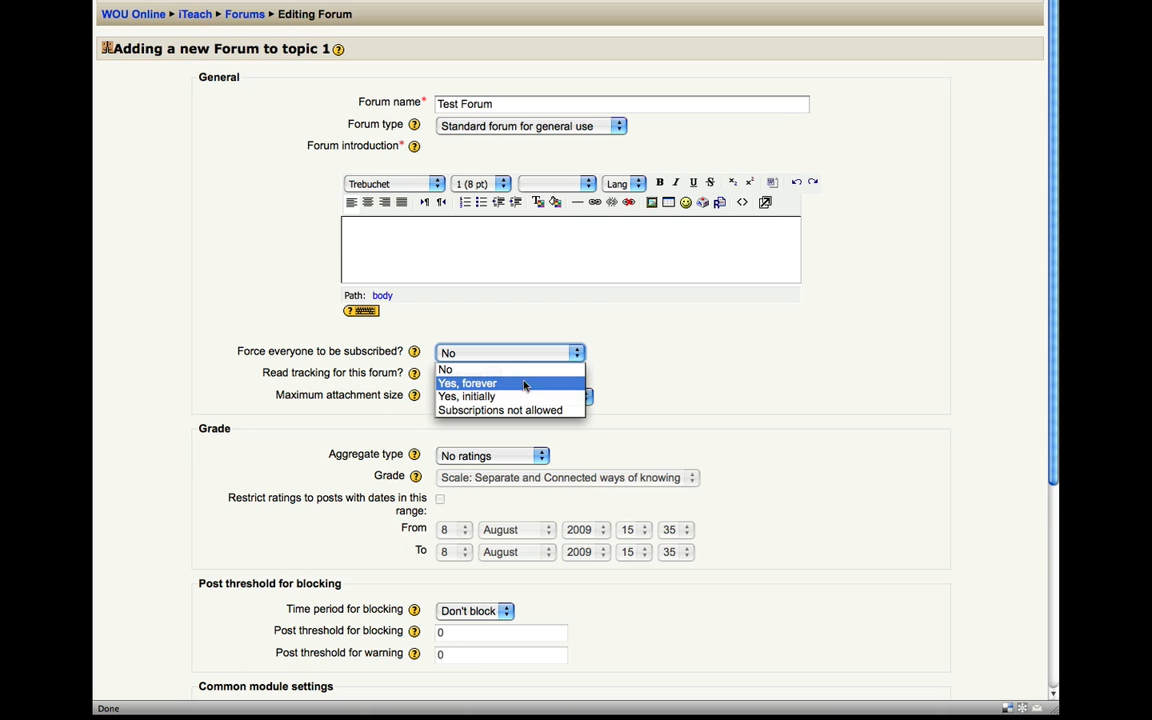 WOU Online ► iTeach ► Forums ► Editing Forum
Adding a new Forum to topic 1
General
Forum name* Test Forum
Forum type Standard forum for general use
Forum introduction*
Trebuchet 1 (8 pt) Lang B I U S
Path: body
Force everyone to be subscribed? No
No
Read tracking for this forum?
Yes, forever
Maximum attachment size
Yes, initially
Subscriptions not allowed
Grade
Aggregate type No ratings
Grade Scale: Separate and Connected ways of knowing
Restrict ratings to posts with dates in this
range:
From 8 August 2009 15 35
To 8 August 2009 15 35
Post threshold for blocking
Time period for blocking Don't block
Post threshold for blocking 0
Post threshold for warning 0
Common module settings
Done